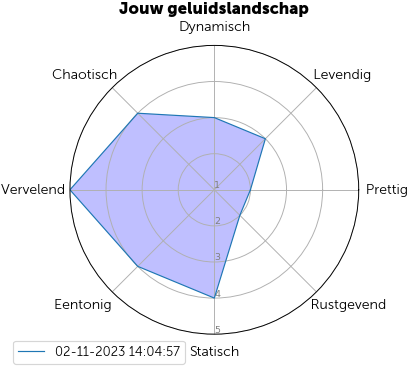 Jouw geluidslandschap
Dynamisch
Chaotisch
Levendig
Vervelend
Prettig
1
2
3
4
5
Eentonig
Rustgevend
Statisch
02-11-2023 14:04:57